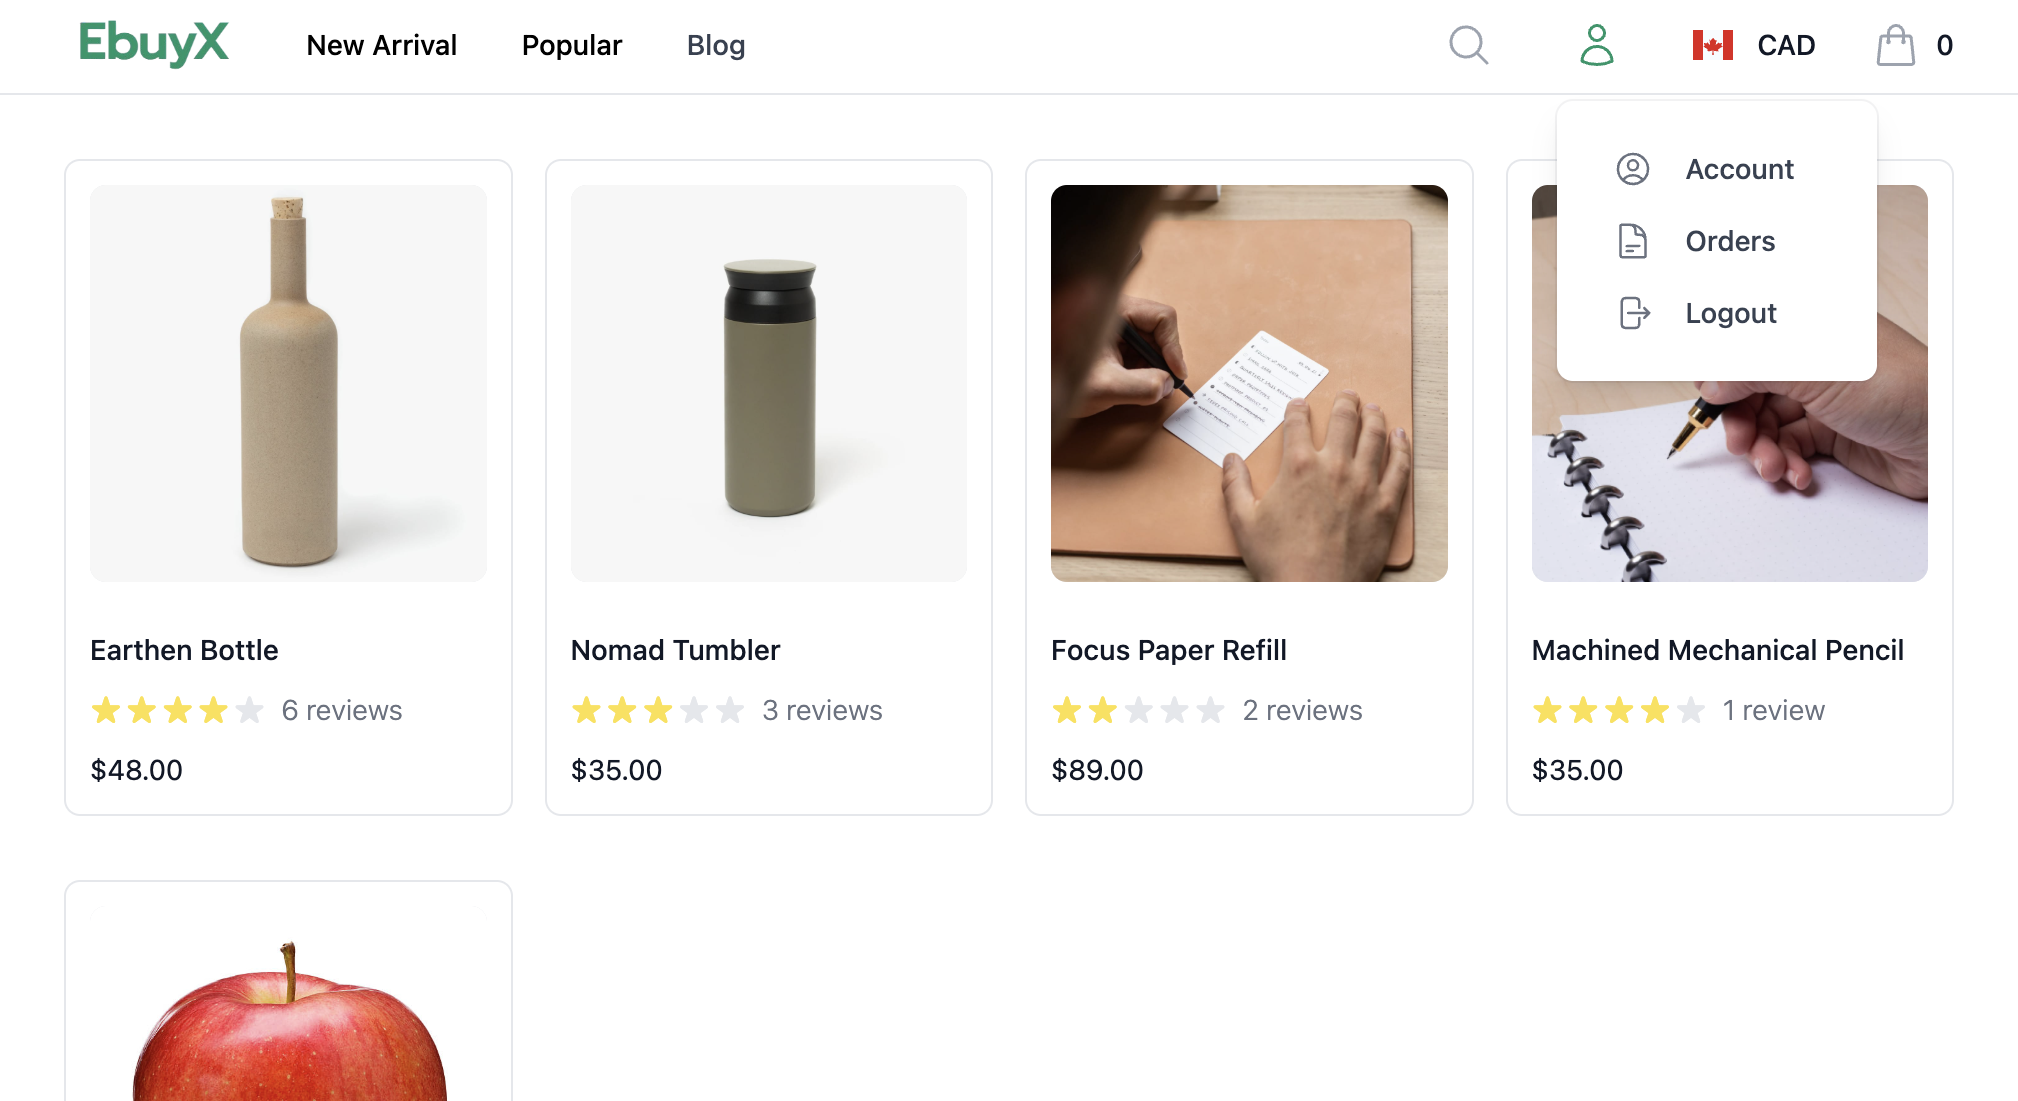 EbuyX
New Arrival
Popular
Blog
CAD
0
Account
Orders
Logout
Earthen Bottle
6 reviews
$48.00
Nomad Tumbler
3 reviews
$35.00
Focus Paper Refill
2 reviews
$89.00
Machined Mechanical Pencil
1 review
$35.00